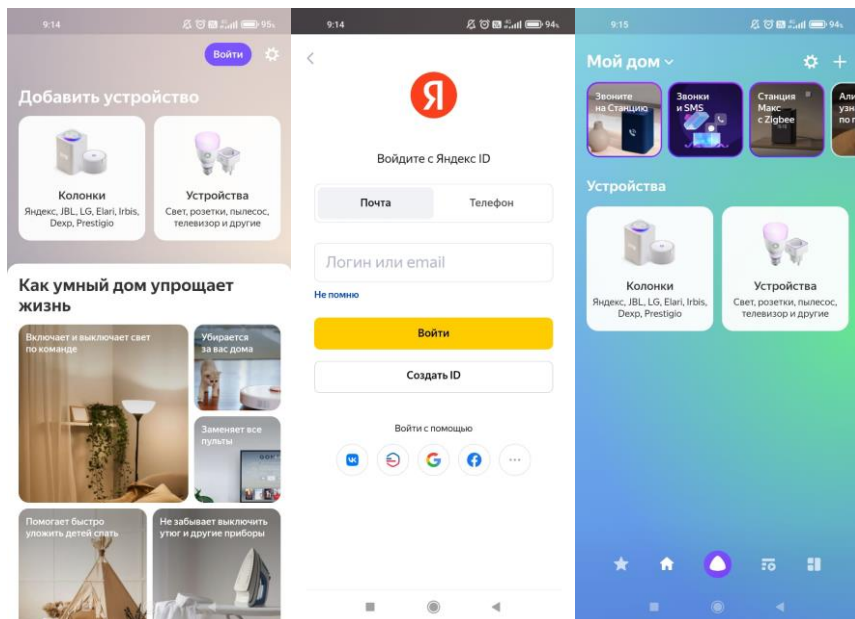 9:14
95%
Войти
Добавить устройство
Колонки
Яндекс, JBL, LG, Elari, Irbis,
Dexp, Prestigio
Устройства
Свет, розетки, пылесос,
телевизор и другие
Как умный дом упрощает
жизнь
Включает и выключает свет
по команде
Убирается
за вас дома
Заменяет все
пульты
Помогает быстро
уложить детей спать
Не забывает выключить
утюг и другие приборы
9:14
94%
Я
Войдите с Яндекс ID
Почта
Телефон
Логин или email
Не помню
Войти
Создать ID
Войти с помощью
9:15
94%
Мой дом
Звоните
на Станцию
Звонки
и SMS
Станция
Макс
с Zigbee
Али
узн
по г
Устройства
Колонки
Яндекс, JBL, LG, Elari, Irbis,
Dexp, Prestigio
Устройства
Свет, розетки, пылесос,
телевизор и другие